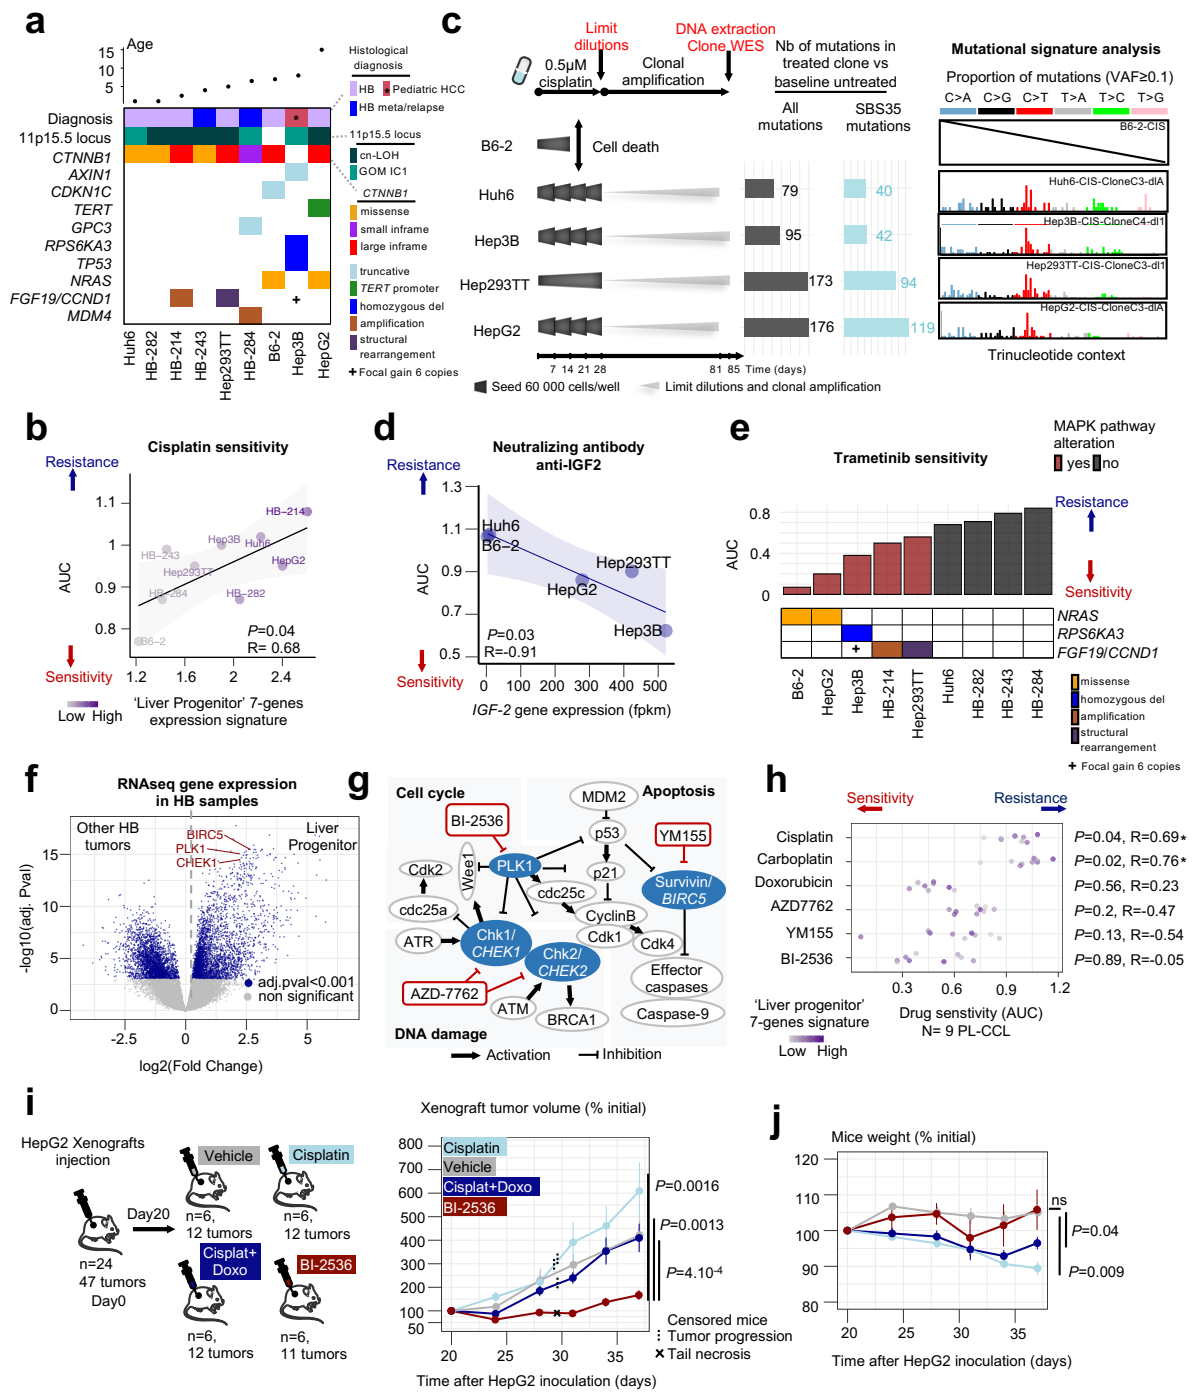 a
Age
15
10
5
Diagnosis
11p15.5 locus
CTNNB1
AXIN1
CDKN1C
TERT
GPC3
RPS6KA3
TP53
NRAS
FGF19/CCND1
MDM4
*
+
Huh6
HB-282
HB-214
HB-243
Hep293TT
HB-284
B6-2
Hep3B
HepG2
Histological
diagnosis
HB * Pediatric HCC
HB meta/relapse
11p15.5 locus
cn-LOH
GOM IC1
CTNNB1
missense
small inframe
large inframe
truncative
TERT promoter
homozygous del
amplification
structural
rearrangement
+ Focal gain 6 copies
c
Limit
dilutions
DNA extraction
Clone WES
0.5µM
cisplatin
Clonal
amplification
Nb of mutations in
treated clone vs
baseline untreated
All
mutations
SBS35
mutations
B6-2
Cell death
Huh6
79
40
Hep3B
95
42
Hep293TT
173
94
HepG2
176
119
7 14 21 28
81 85 Time (days)
Seed 60 000 cells/well
Limit dilutions and clonal amplification
Mutational signature analysis
Proportion of mutations (VAF≥0.1)
C>A C>G C>T T>A T>C T>G
B6-2-CIS
Huh6-CIS-CloneC3-dlA
Hep3B-CIS-CloneC4-dl1
Hep293TT-CIS-CloneC3-dl1
HepG2-CIS-CloneC3-dlA
Trinucleotide context
b
Cisplatin sensitivity
Resistance
AUC
Sensitivity
1.1
1
0.9
0.8
HB-214
Hep3B
Huh6
HB-243
Hep293TT
HepG2
HB-284
HB-282
B6-2
P=0.04
R= 0.68
1.2 1.6 2 2.4
Low High
'Liver Progenitor' 7-genes
expression signature
d
Neutralizing antibody
anti-IGF2
Resistance
AUC
Sensitivity
1.3
1.1
0.9
0.7
0.5
Huh6
B6-2
Hep293TT
HepG2
Hep3B
P=0.03
R=-0.91
0 100 200 300 400 500
IGF-2 gene expression (fpkm)
e
MAPK pathway
alteration
yes no
Trametinib sensitivity
0.8
0.4
0
AUC
Resistance
Sensitivity
NRAS
RPS6KA3
FGF19/CCND1
+
B6-2
HepG2
Hep3B
HB-214
Hep293TT
Huh6
HB-282
HB-243
HB-284
missense
homozygous del
amplification
structural
rearrangement
+ Focal gain 6 copies
f
RNAseq gene expression
in HB samples
Other HB
tumors
Liver
Progenitor
BIRC5
PLK1
CHEK1
-log10(adj. Pval)
15
10
5
0
adj.pval<0.001
non significant
-2.5 0 2.5 5
log2(Fold Change)
g
Cell cycle
Apoptosis
BI-2536
MDM2
p53
YM155
Wee1
PLK1
Cdk2
p21
cdc25c
Survivin/
BIRC5
cdc25a
CyclinB
Cdk1
Cdk4
ATR
Chk1/
CHEK1
Chk2/
CHEK2
Effector
caspases
AZD-7762
ATM
BRCA1
Caspase-9
DNA damage
Activation
Inhibition
h
Sensitivity
Resistance
Cisplatin
P=0.04, R=0.69*
Carboplatin
P=0.02, R=0.76*
Doxorubicin
P=0.56, R=0.23
AZD7762
P=0.2, R=-0.47
YM155
P=0.13, R=-0.54
BI-2536
P=0.89, R=-0.05
0.3 0.6 0.9 1.2
'Liver progenitor'
7-genes signature
Low High
Drug senstivity (AUC)
N= 9 PL-CCL
i
HepG2 Xenografts
injection
Day20
n=24
47 tumors
Day0
Vehicle
n=6,
12 tumors
Cisplatin
n=6,
12 tumors
Cisplat+
Doxo
n=6,
12 tumors
BI-2536
n=6,
11 tumors
Xenograft tumor volume (% initial)
800
700
600
500
400
300
200
100
50
Cisplatin
Vehicle
Cisplat+Doxo
BI-2536
P=0.0016
P=0.0013
P=4.10-4
Censored mice
Tumor progression
Tail necrosis
20 25 30 35
Time after HepG2 inoculation (days)
j
Mice weight (% initial)
120
110
100
90
80
ns
P=0.04
P=0.009
20 25 30 35
Time after HepG2 inoculation (days)